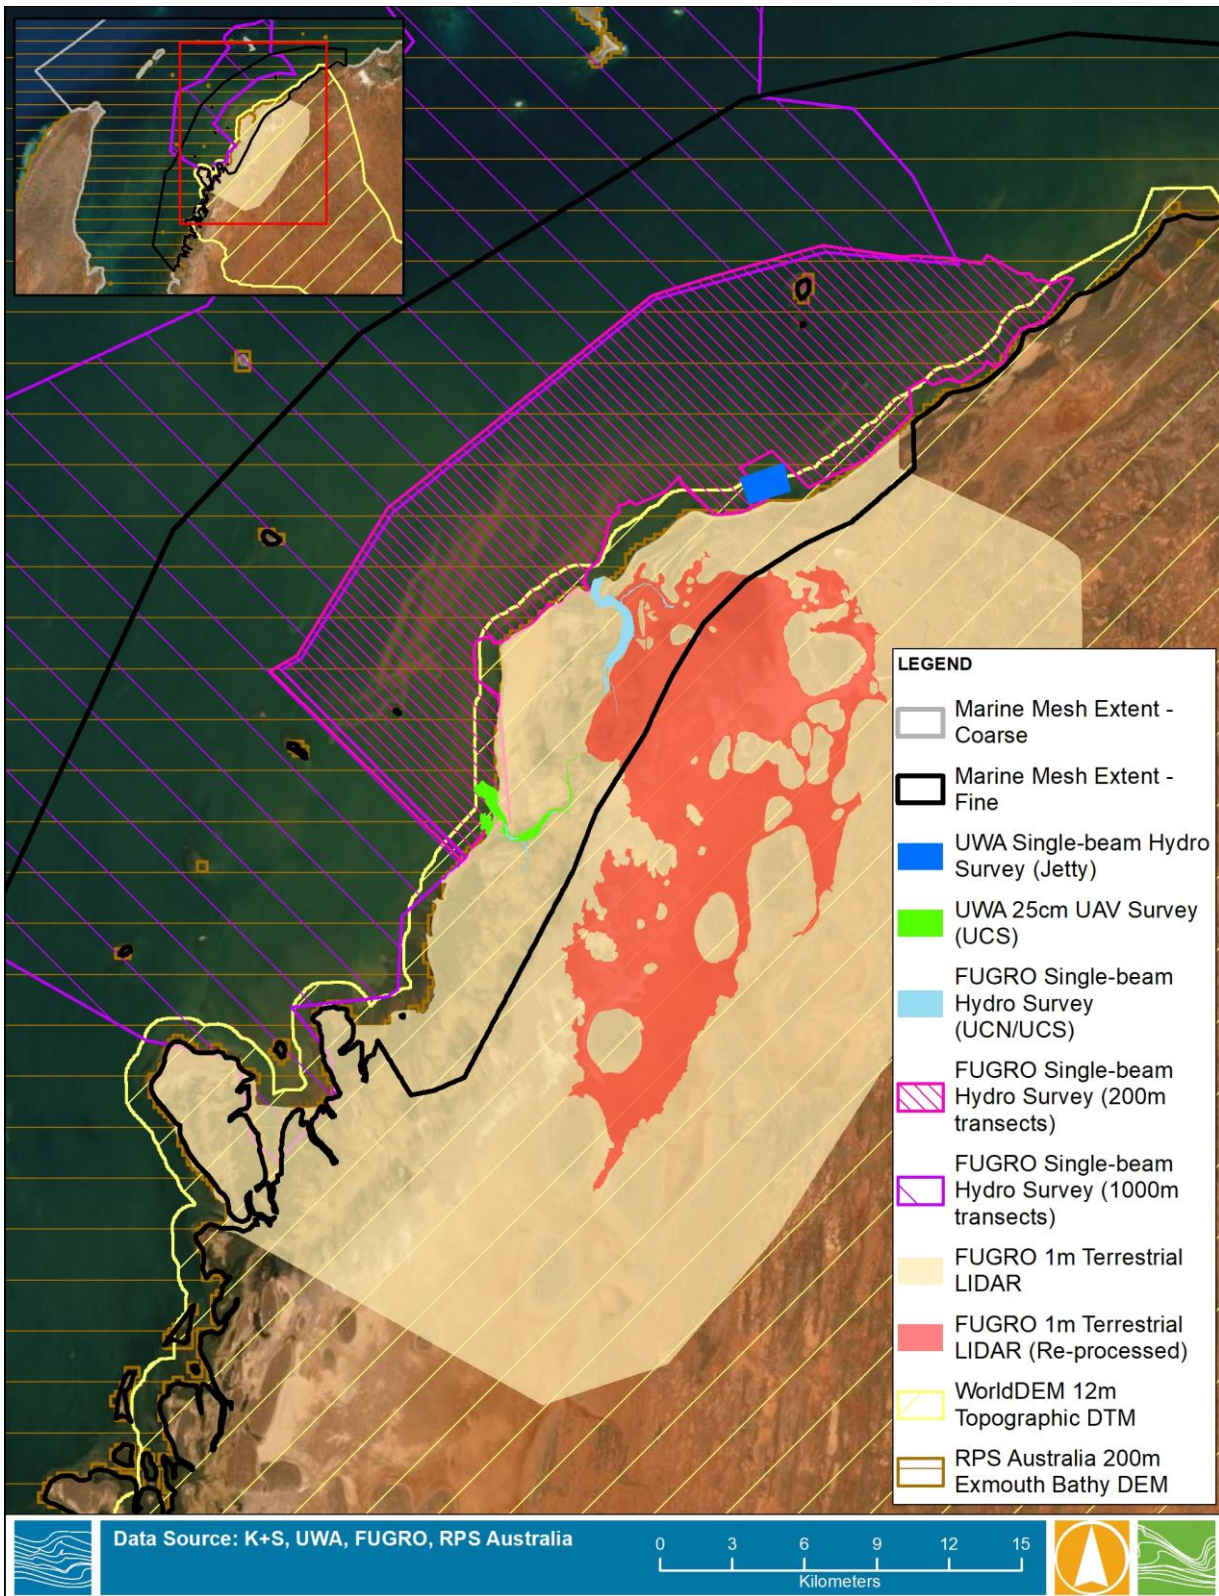 LEGEND
Marine Mesh Extent -
Coarse
Marine Mesh Extent -
Fine
UWA Single-beam Hydro
Survey (Jetty)
UWA 25cm UAV Survey
(UCS)
FUGRO Single-beam
Hydro Survey
(UCN/UCS)
FUGRO Single-beam
Hydro Survey (200m
transects)
FUGRO Single-beam
Hydro Survey (1000m
transects)
FUGRO 1m Terrestrial
LIDAR
FUGRO 1m Terrestrial
LIDAR (Re-processed)
WorldDEM 12m
Topographic DTM
RPS Australia 200m
Exmouth Bathy DEM
Data Source: K+S, UWA, FUGRO, RPS Australia
0 3 6 9 12 15
Kilometers